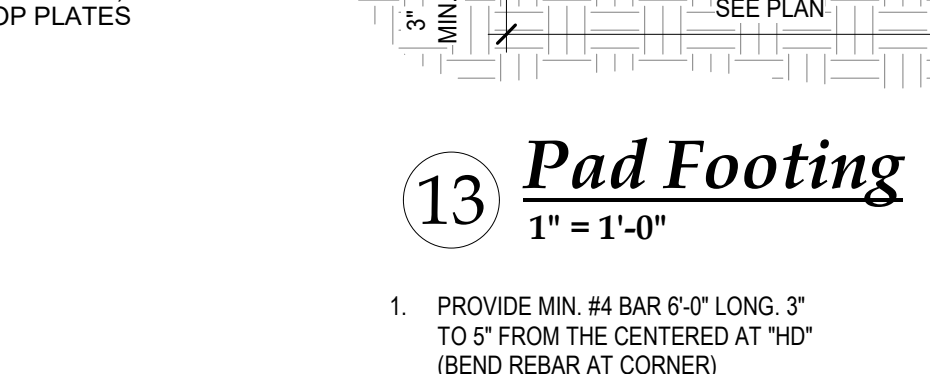 OP PLATES
3"
MIN.
SEE PLAN
13
Pad Footing
1" = 1'-0"
1. PROVIDE MIN. #4 BAR 6'-0" LONG. 3"
TO 5" FROM THE CENTERED AT "HD"
(BEND REBAR AT CORNER)